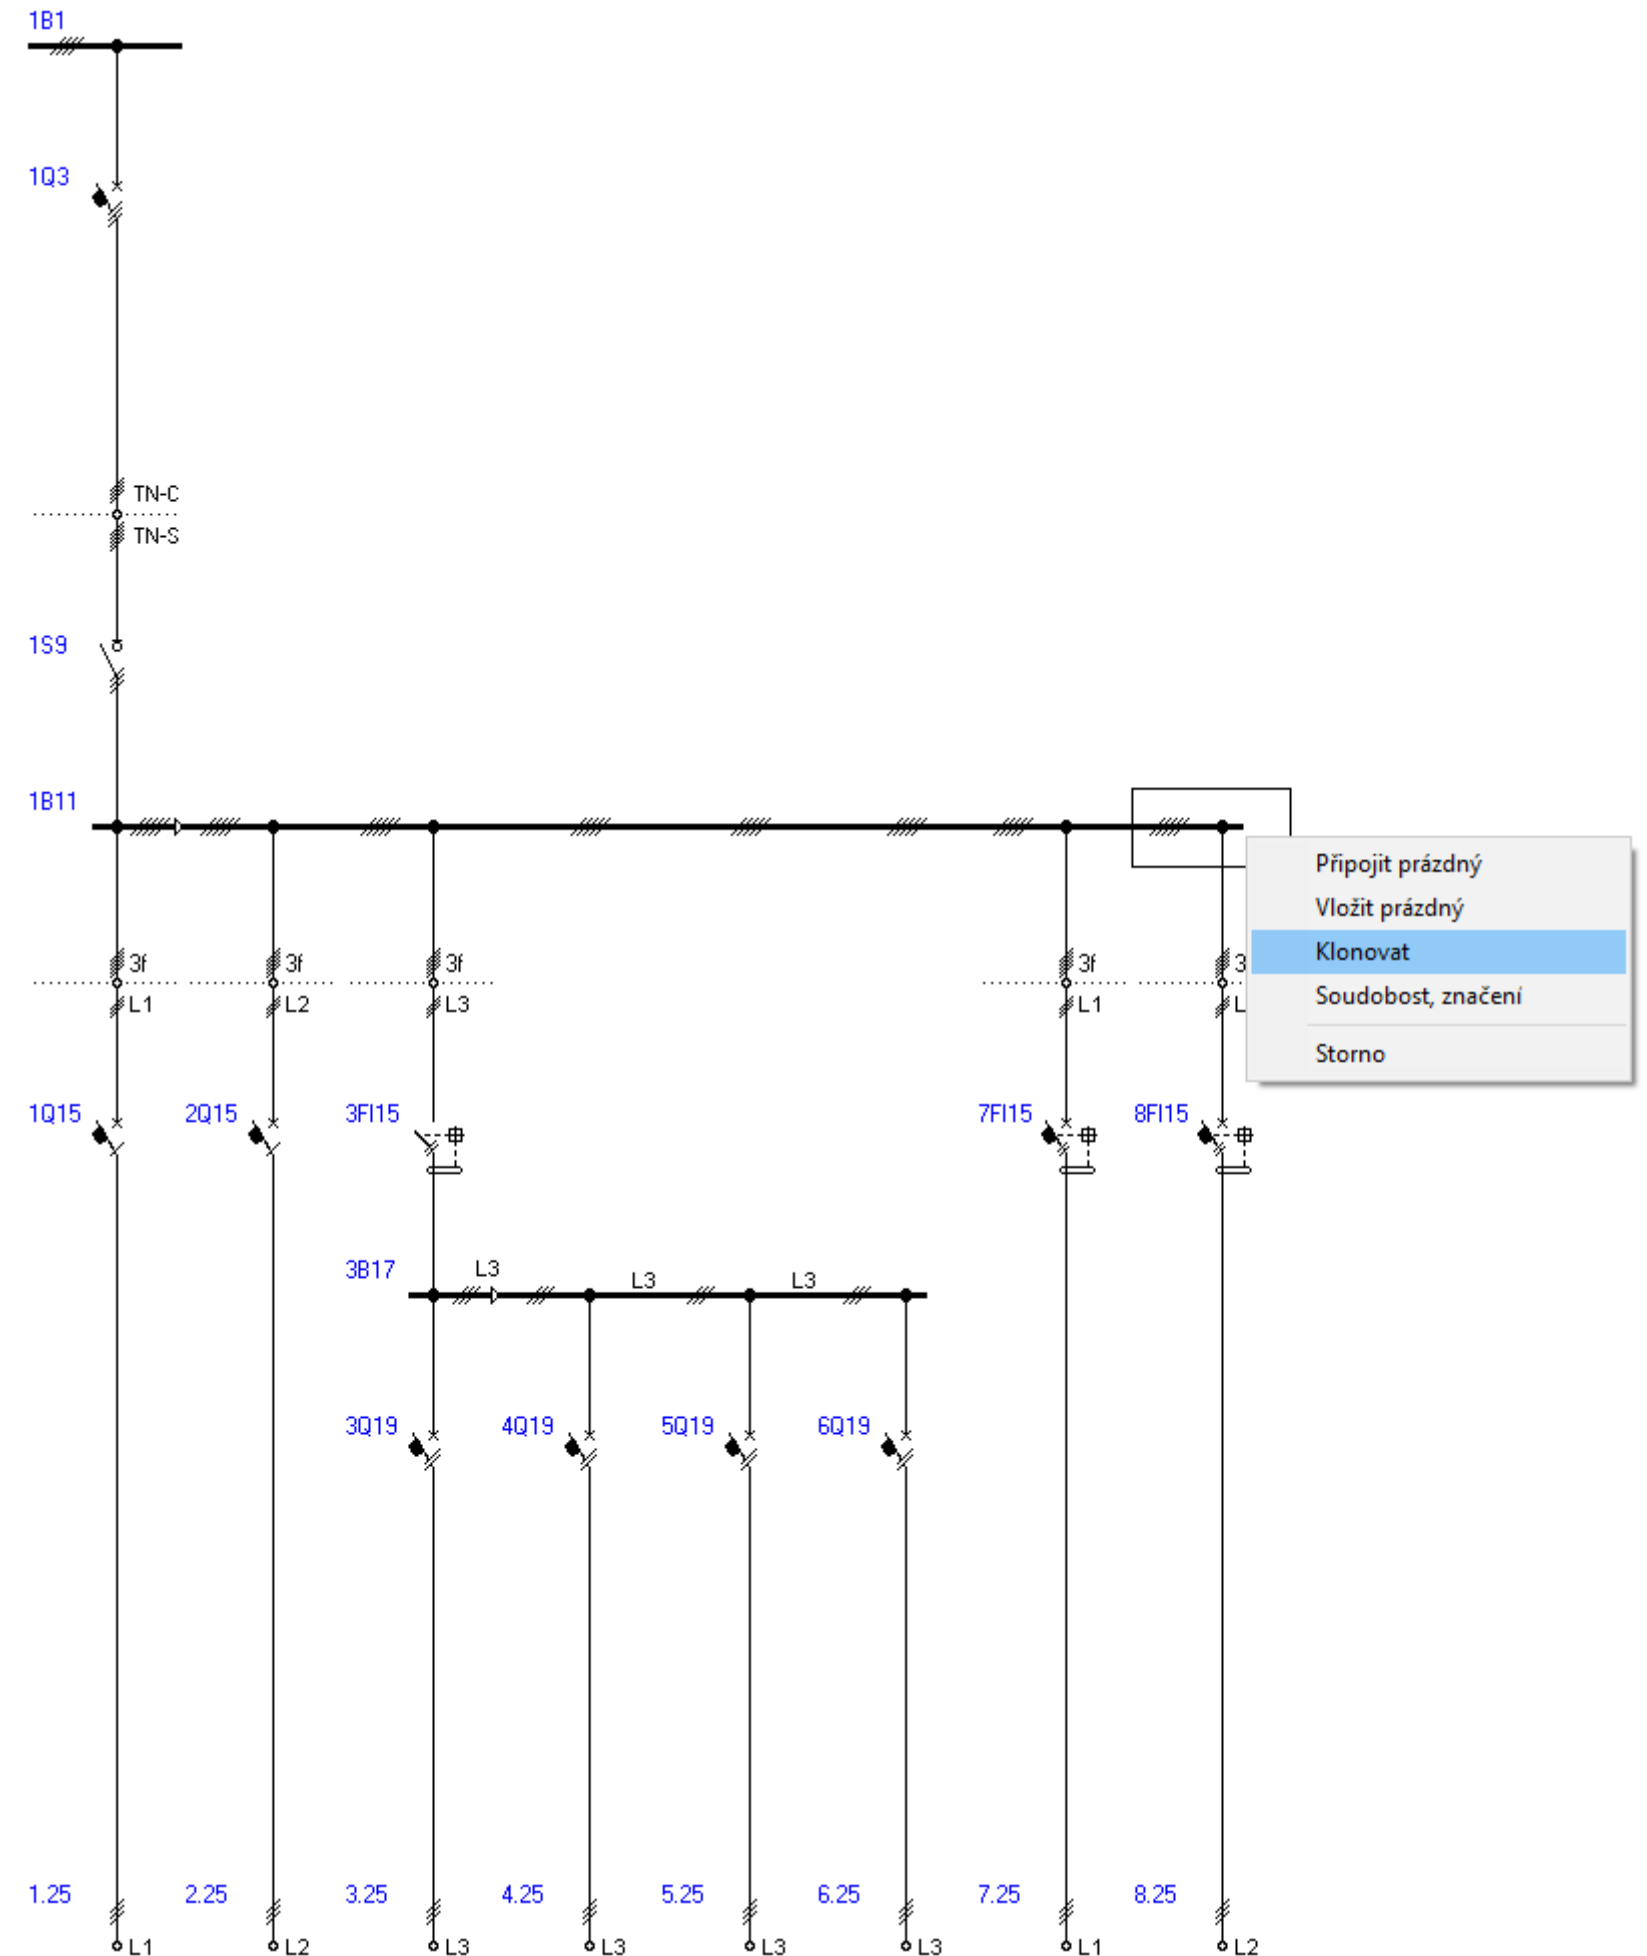 1B1
1Q3
TN-C
TN-S
1S9
1B11
Připojit prázdný
Vložit prázdný
Klonovat
Soudobost, značení
Storno
3f 3f 3f 3f 3
L1 L2 L3 L1 L
1Q15 2Q15 3FI15 7FI15 8FI15
3B17 L3 L3 L3
3Q19 4Q19 5Q19 6Q19
1.25 2.25 3.25 4.25 5.25 6.25 7.25 8.25
L1 L2 L3 L3 L3 L3 L1 L2